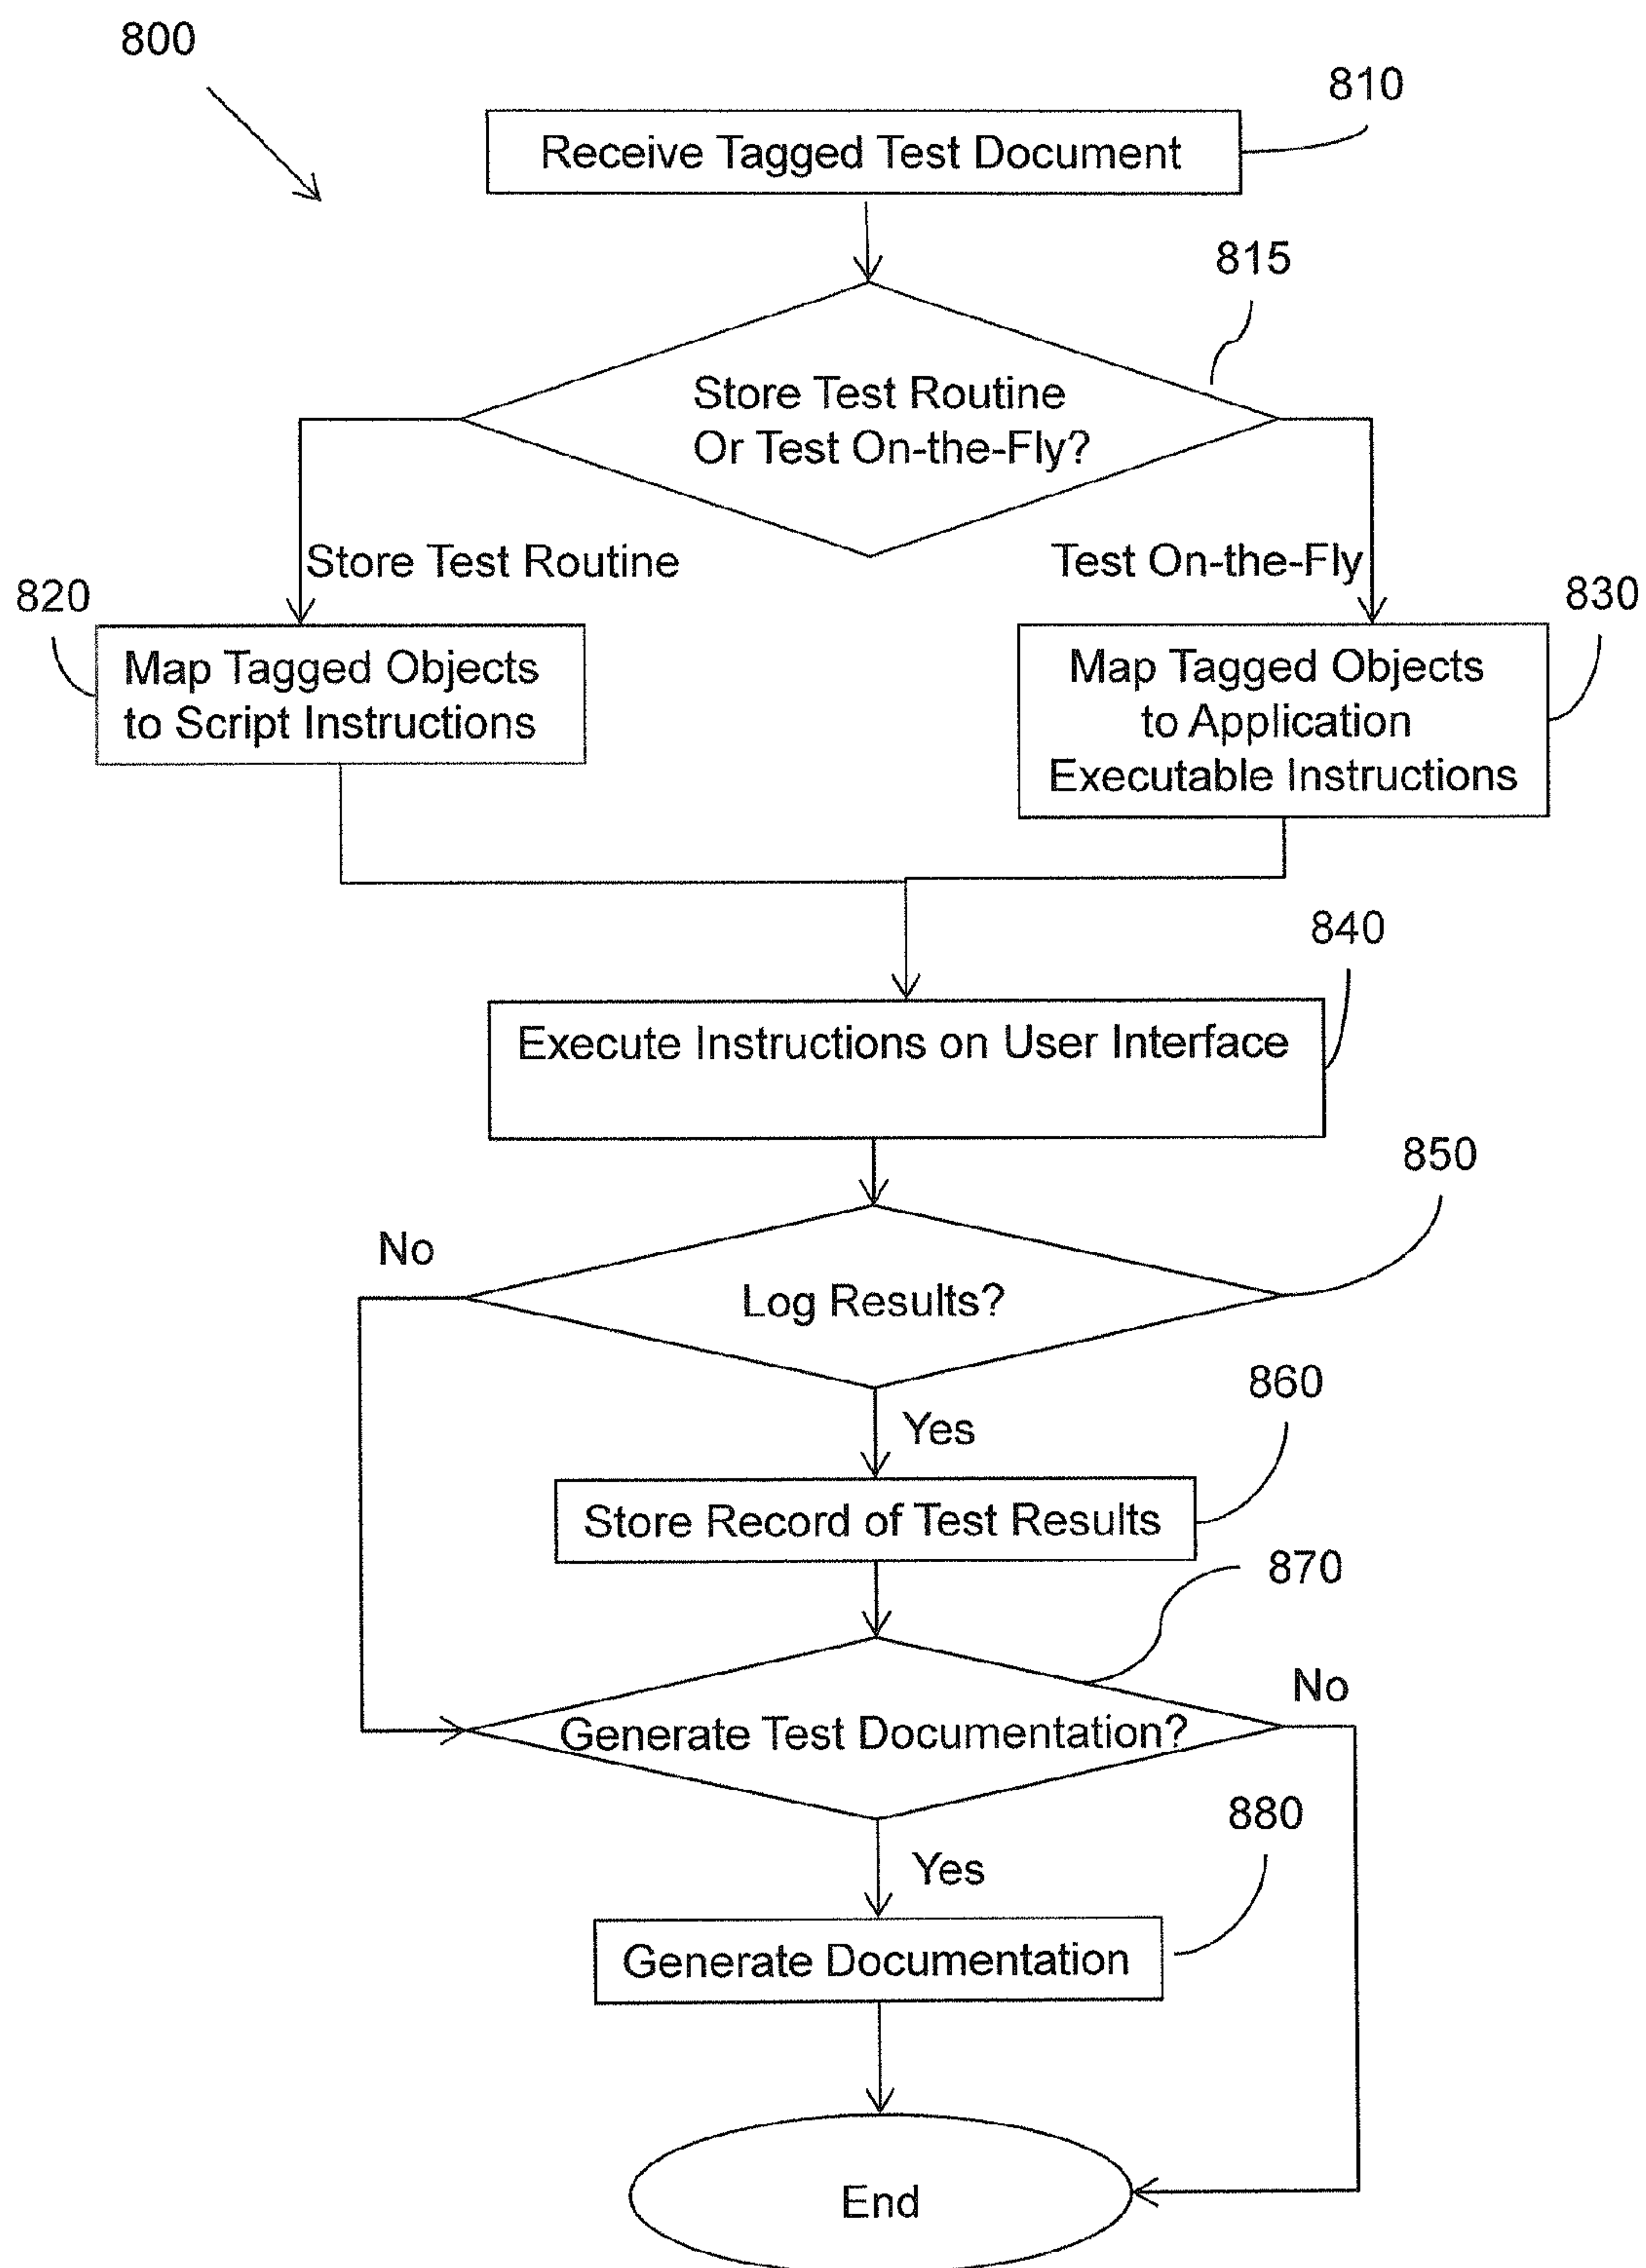 800
810
Receive Tagged Test Document
815
Store Test Routine
Or Test On-the-Fly?
Store Test Routine
Test On-the-Fly
820
830
Map Tagged Objects
to Script Instructions
Map Tagged Objects
to Application
Executable Instructions
840
Execute Instructions on User Interface
850
No
Log Results?
860
Yes
Store Record of Test Results
870
No
Generate Test Documentation?
880
Yes
Generate Documentation
End